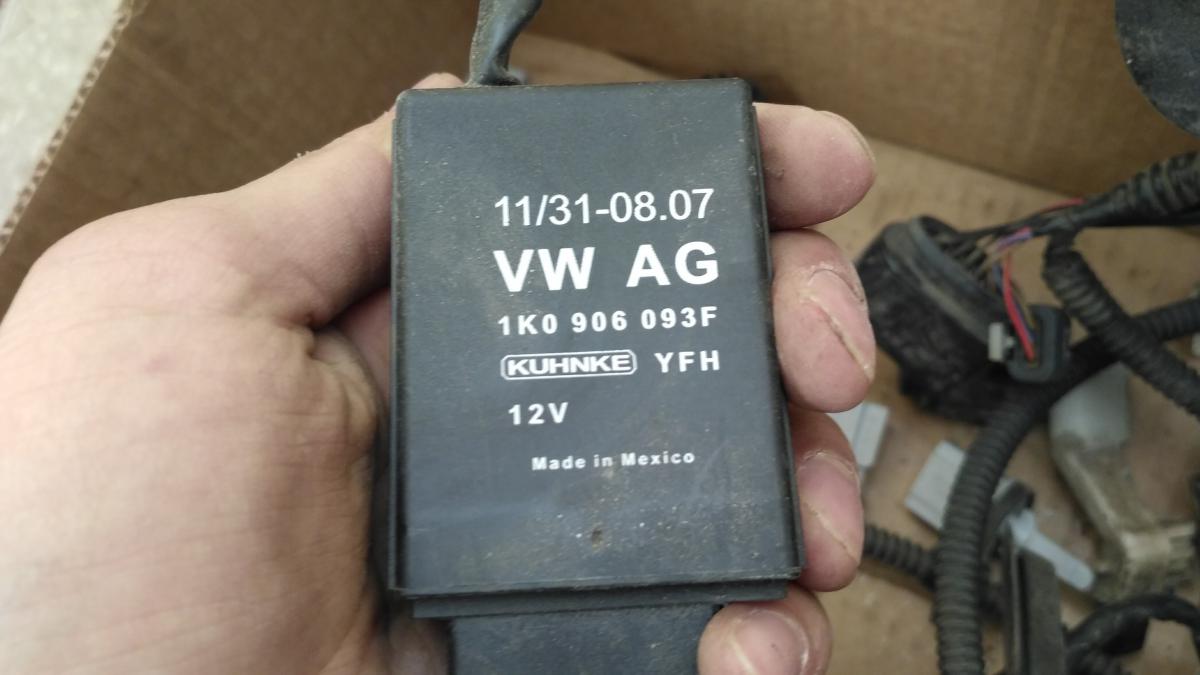 11/31-08.07
VW AG
1K0 906 093F
KUHNKE YFH
12V
Made in Mexico